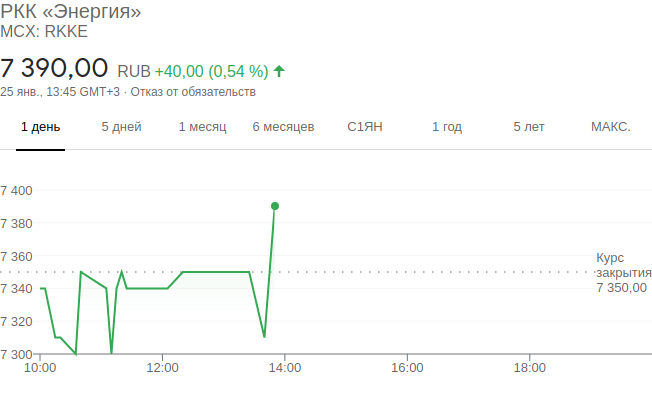 РКК «Энергия»
MCX: RKKE
7 390,00 RUB +40,00 (0,54 %)
25 янв., 13:45 GMT+3 · Отказ от обязательств
1 день 5 дней 1 месяц 6 месяцев С1ЯН 1 год 5 лет МАКС.
7 400
7 380
7 360
7 340
7 320
7 300
Курс
закрытия
7 350,00
10:00 12:00 14:00 16:00 18:00